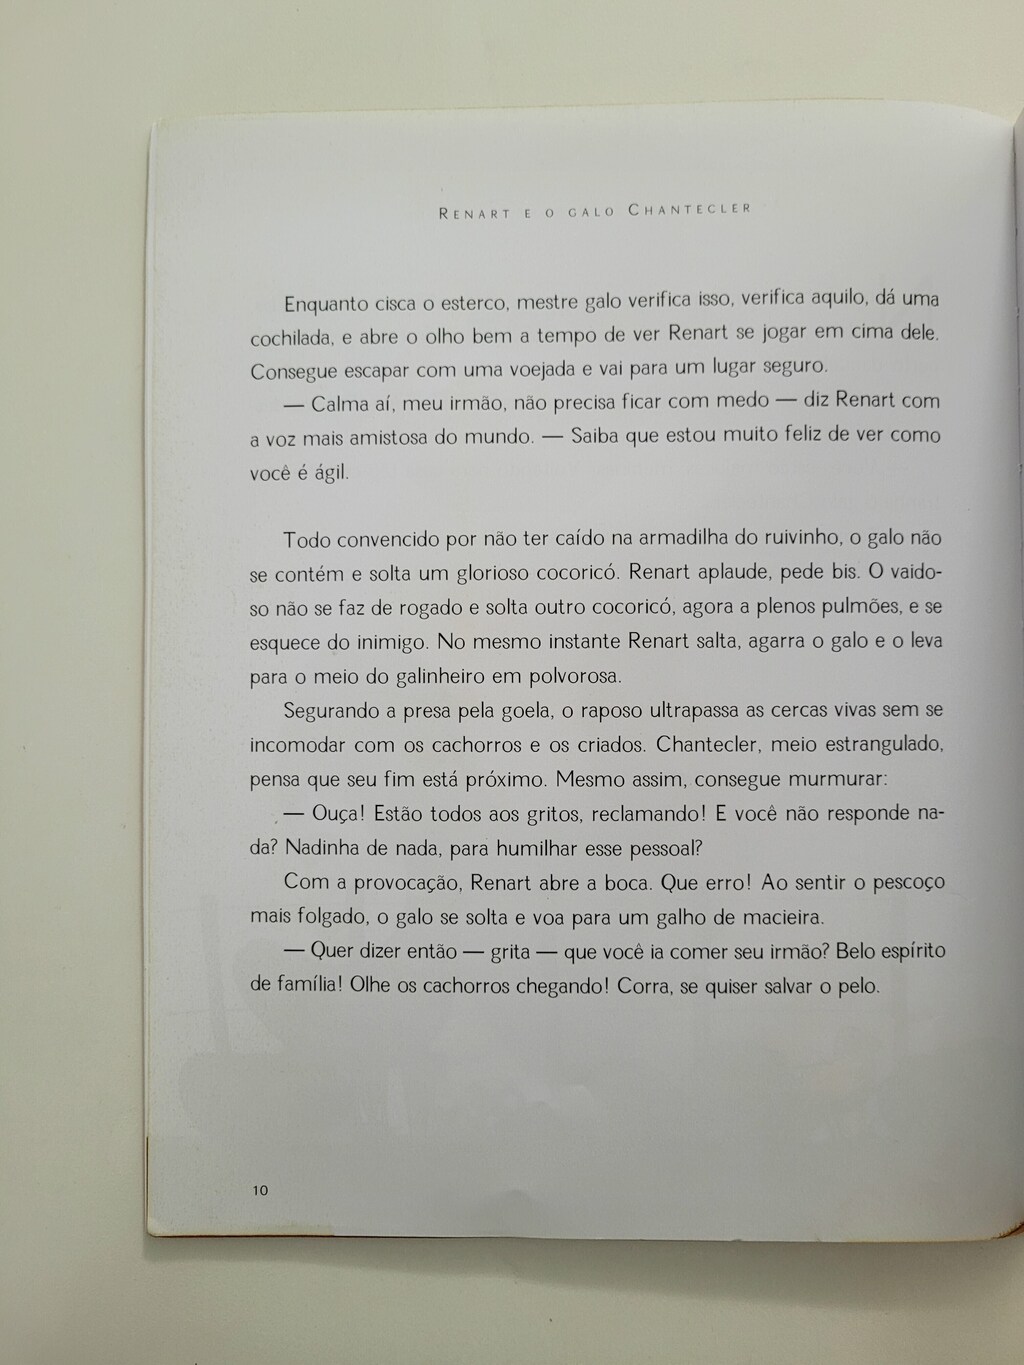 Renart e o galo Chantecler
Enquanto cisca o esterco, mestre galo verifica isso, verifica aquilo, dá uma
cochilada, e abre o olho bem a tempo de ver Renart se jogar em cima dele.
Consegue escapar com uma voejada e vai para um lugar seguro.
— Calma aí, meu irmão, não precisa ficar com medo — diz Renart com
a voz mais amistosa do mundo. — Saiba que estou muito feliz de ver como
você é ágil.
Todo convencido por não ter caído na armadilha do ruivinho, o galo não
se contém e solta um glorioso cocoricó. Renart aplaude, pede bis. O vaido-
so não se faz de rogado e solta outro cocoricó, agora a plenos pulmões, e se
esquece do inimigo. No mesmo instante Renart salta, agarra o galo e o leva
para o meio do galinheiro em polvorosa.
Segurando a presa pela goela, o raposo ultrapassa as cercas vivas sem se
incomodar com os cachorros e os criados. Chantecler, meio estrangulado,
pensa que seu fim está próximo. Mesmo assim, consegue murmurar:
— Ouça! Estão todos aos gritos, reclamando! E você não responde na-
da? Nadinha de nada, para humilhar esse pessoal?
Com a provocação, Renart abre a boca. Que erro! Ao sentir o pescoço
mais folgado, o galo se solta e voa para um galho de macieira.
— Quer dizer então — grita — que você ia comer seu irmão? Belo espírito
de família! Olhe os cachorros chegando! Corra, se quiser salvar o pelo.
10